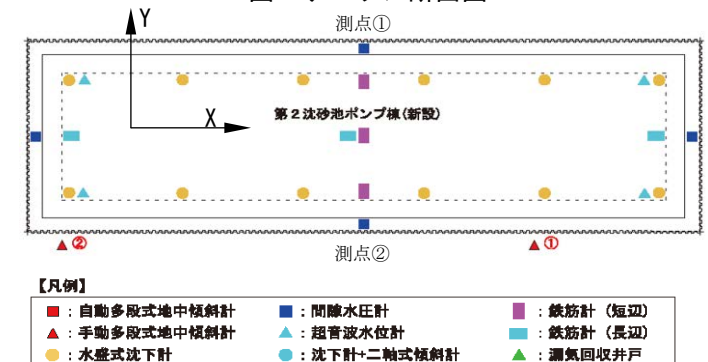 Y
測点①
X
第２沈砂池ポンプ棟(新設)
②
①
測点②
【凡例】
：自動多段式地中傾斜計
：間隙水圧計
：鉄筋計（短辺）
：手動多段式地中傾斜計
：超音波水位計
：鉄筋計（長辺）
：水盛式沈下計
：沈下計+二軸式傾斜計
：漏気回収井戸